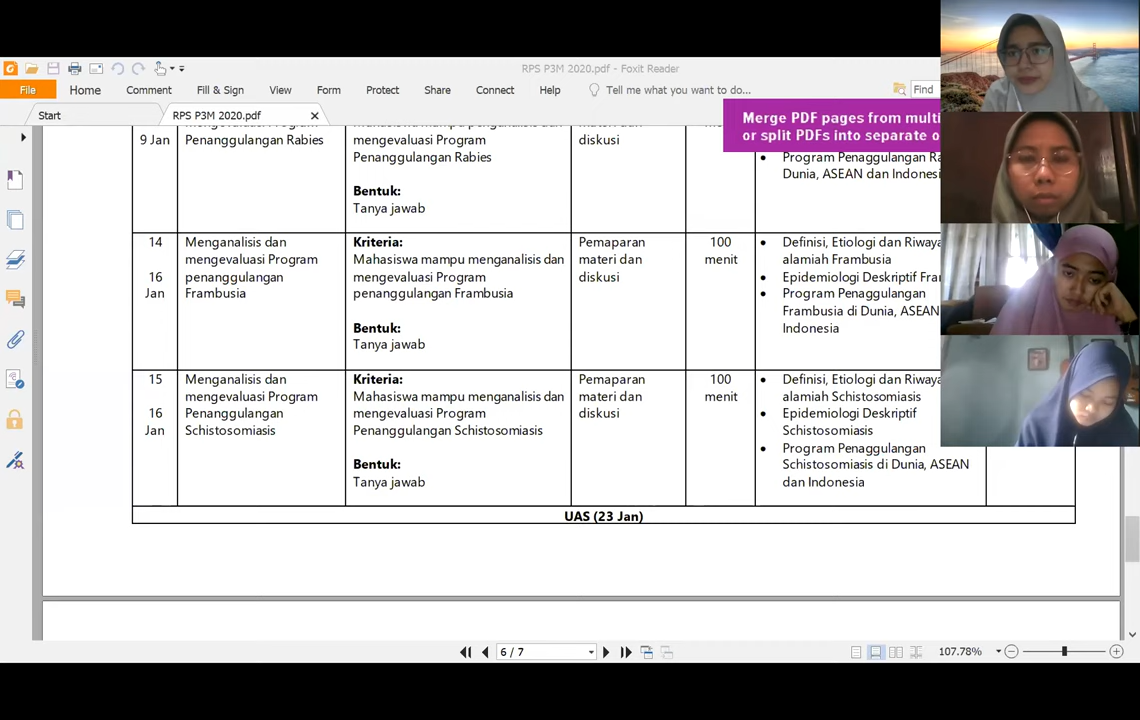 RPS P3M 2020.pdf - Foxit Reader
File Home Comment Fill & Sign View Form Protect Share Connect Help Tell me what you want to do... Find
Start RPS P3M 2020.pdf
Merge PDF pages from multi
or split PDFs into separate o
9 Jan
mengevaluasi Program
Penanggulangan Rabies
mengevaluasi Program
Penanggulangan Rabies
Bentuk:
Tanya jawab
materi dan
diskusi
Program Penaggulangan Ra
Dunia, ASEAN dan Indonesi
14
16
Jan
Menganalisis dan
mengevaluasi Program
penanggulangan
Frambusia
Kriteria:
Mahasiswa mampu menganalisis dan
mengevaluasi Program
penanggulangan Frambusia
Bentuk:
Tanya jawab
Pemaparan
materi dan
diskusi
100
menit
• Definisi, Etiologi dan Riwaya
alamiah Frambusia
• Epidemiologi Deskriptif Fra
• Program Penaggulangan
Frambusia di Dunia, ASEAN
Indonesia
15
16
Jan
Menganalisis dan
mengevaluasi Program
Penanggulangan
Schistosomiasis
Kriteria:
Mahasiswa mampu menganalisis dan
mengevaluasi Program
Penanggulangan Schistosomiasis
Bentuk:
Tanya jawab
Pemaparan
materi dan
diskusi
100
menit
• Definisi, Etiologi dan Riwaya
alamiah Schistosomiasis
• Epidemiologi Deskriptif
Schistosomiasis
• Program Penaggulangan
Schistosomiasis di Dunia, ASEAN
dan Indonesia
UAS (23 Jan)
6 / 7
107.78%